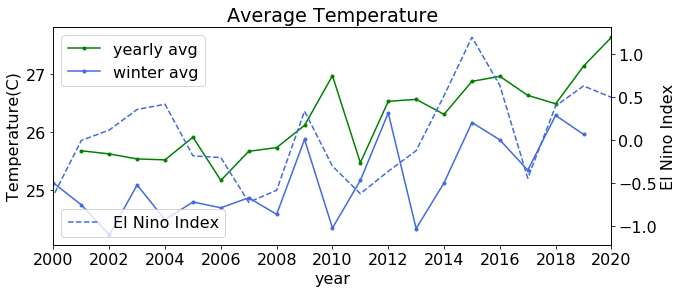 Average Temperature
yearly avg
winter avg
El Nino Index
Temperature(C)
27
26
25
El Nino Index
1.0
0.5
0.0
−0.5
−1.0
2000 2002 2004 2006 2008 2010 2012 2014 2016 2018 2020
year